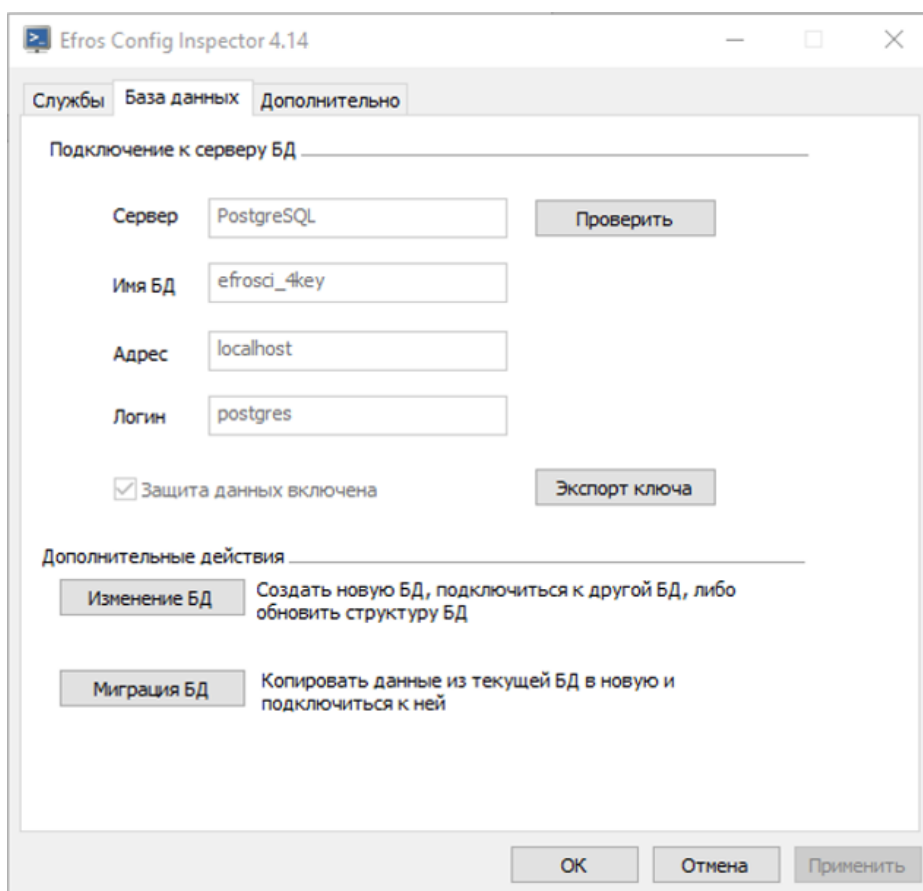 Efros Config Inspector 4.14
Службы База данных Дополнительно
Подключение к серверу БД
Сервер PostgreSQL Проверить
Имя БД efrosci_4key
Адрес localhost
Логин postgres
Защита данных включена Экспорт ключа
Дополнительные действия
Изменение БД Создать новую БД, подключиться к другой БД, либо
обновить структуру БД
Миграция БД Копировать данные из текущей БД в новую и
подключиться к ней
ОК Отмена Применить